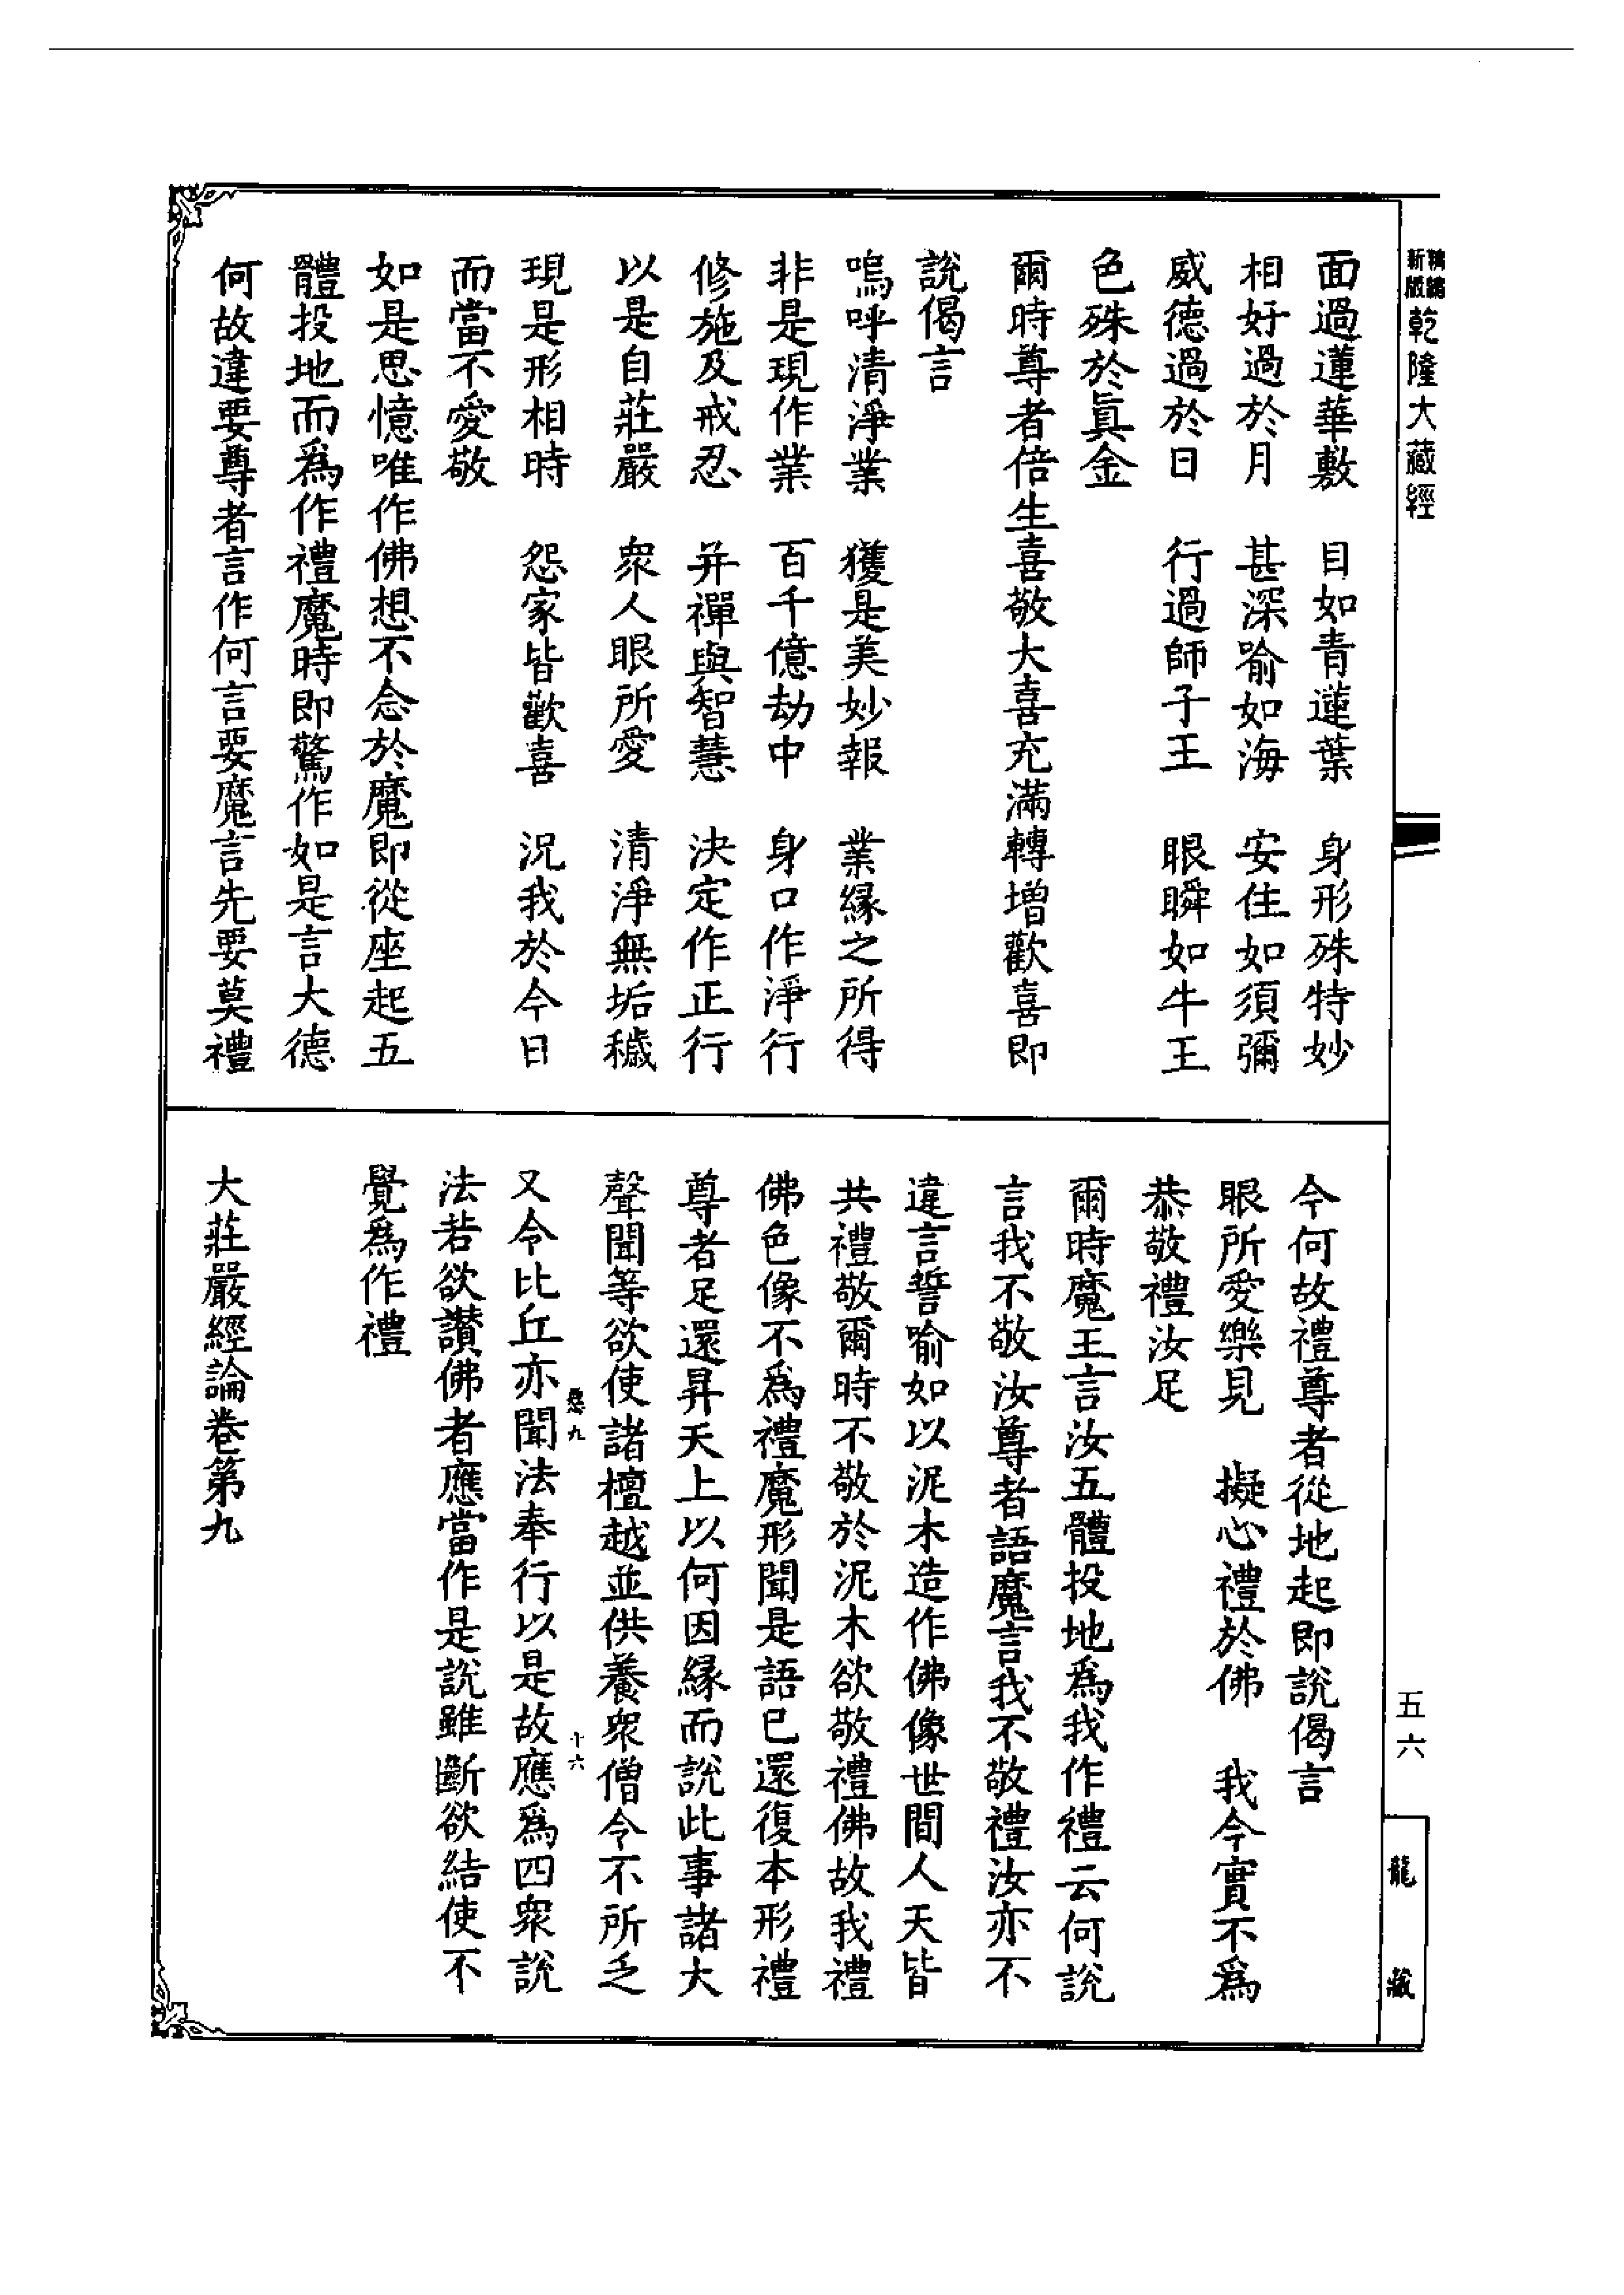 精編新版乾隆大藏經
面過蓮華敷　目如青蓮葉　身形殊特妙
相好過於月　甚深喻如海　安住如須彌
威德過於日　行過師子王　眼瞬如牛王
色殊於眞金
爾時尊者倍生喜敬大喜充滿轉增歡喜即
說偈言
嗚呼清淨業　獲是美妙報　業緣之所得
非是現作業　百千億劫中　身口作淨行
修施及戒忍　并禪與智慧　決定作正行
以是自莊嚴　衆人眼所愛　清淨無垢穢
現是形相時　怨家皆歡喜　況我於今日
而當不愛敬
如是思憶唯作佛想不念於魔即從座起五
體投地而爲作禮魔時即驚作如是言大德
何故違要尊者言作何言要魔言先要莫禮
今何故禮尊者從地起即說偈言
眼所愛樂見　擬心禮於佛　我今實不爲
恭敬禮汝足
爾時魔王言汝五體投地爲我作禮云何說
言我不敬汝尊者語魔言我不敬禮汝亦不
違言誓喻如以泥木造作佛像世間人天皆
共禮敬爾時不敬於泥木欲敬禮佛故我禮
佛色像不爲禮魔形聞是語已還復本形禮
尊者足還昇天上以何因緣而說此事諸大
聲聞等欲使諸檀越並供養衆僧令不所乏
又令比丘亦聞法奉行以是故應爲四衆說
法若欲讚佛者應當作是說雖斷欲結使不
覺爲作禮
大莊嚴經論卷第九
九
十六
五六
龍藏